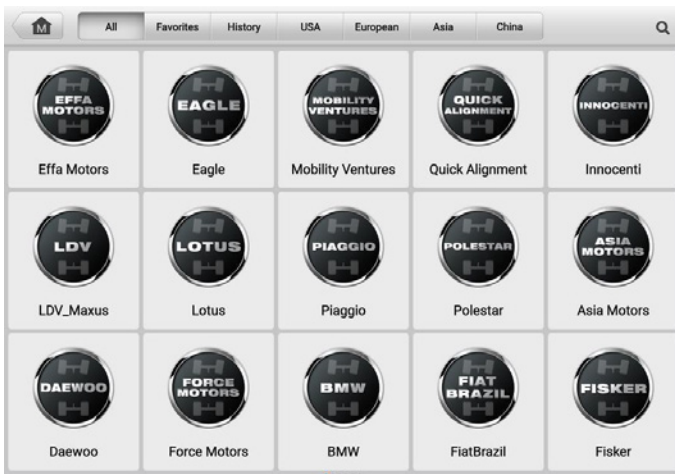 M All Favorites History USA European Asia China
EFFA MOTORS EAGLE MOBILITY VENTURES QUICK ALIGNMENT INNOCENTI
Effa Motors Eagle Mobility Ventures Quick Alignment Innocenti
LDV LOTUS PIAGGIO POLESTAR ASIA MOTORS
LDV_Maxus Lotus Piaggio Polestar Asia Motors
DAEWOO FORCE MOTORS BMW FIAT BRAZIL FISKER
Daewoo Force Motors BMW FiatBrazil Fisker